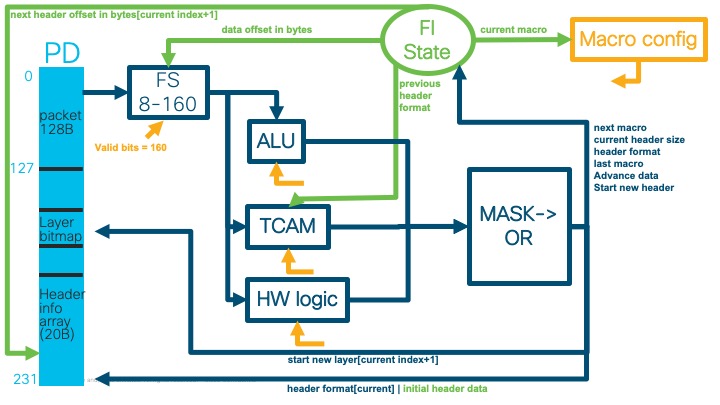 next header offset in bytes[current index+1]
data offset in bytes
FI
State
current macro
Macro config
PD
0
FS
8-160
previous
header
format
packet
128B
Valid bits = 160
ALU
next macro
current header size
header format
last macro
Advance data
Start new header
127
TCAM
MASK->
OR
Layer
bitmap
HW logic
Header
info
array
(20B)
start new layer[current index+1]
231
header format[current] | initial header data